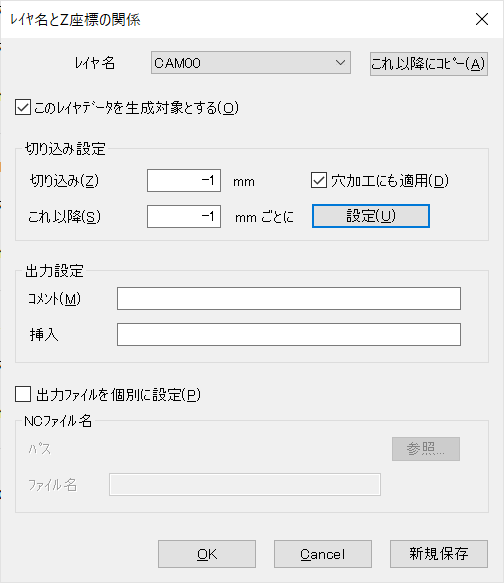 ﾚｲﾔ名とZ座標の関係
ﾚｲﾔ名 CAM00 これ以降にｺﾋﾟｰ(A)
このﾚｲﾔﾃﾞｰﾀを生成対象とする(O)
切り込み設定
切り込み(Z) -1 mm 穴加工にも適用(D)
これ以降(S) -1 mm ごとに 設定(U)
出力設定
ｺﾒﾝﾄ(M)
挿入
出力ﾌｧｲﾙを個別に設定(P)
NCﾌｧｲﾙ名
ﾊﾟｽ 参照...
ﾌｧｲﾙ名
OK Cancel 新規保存